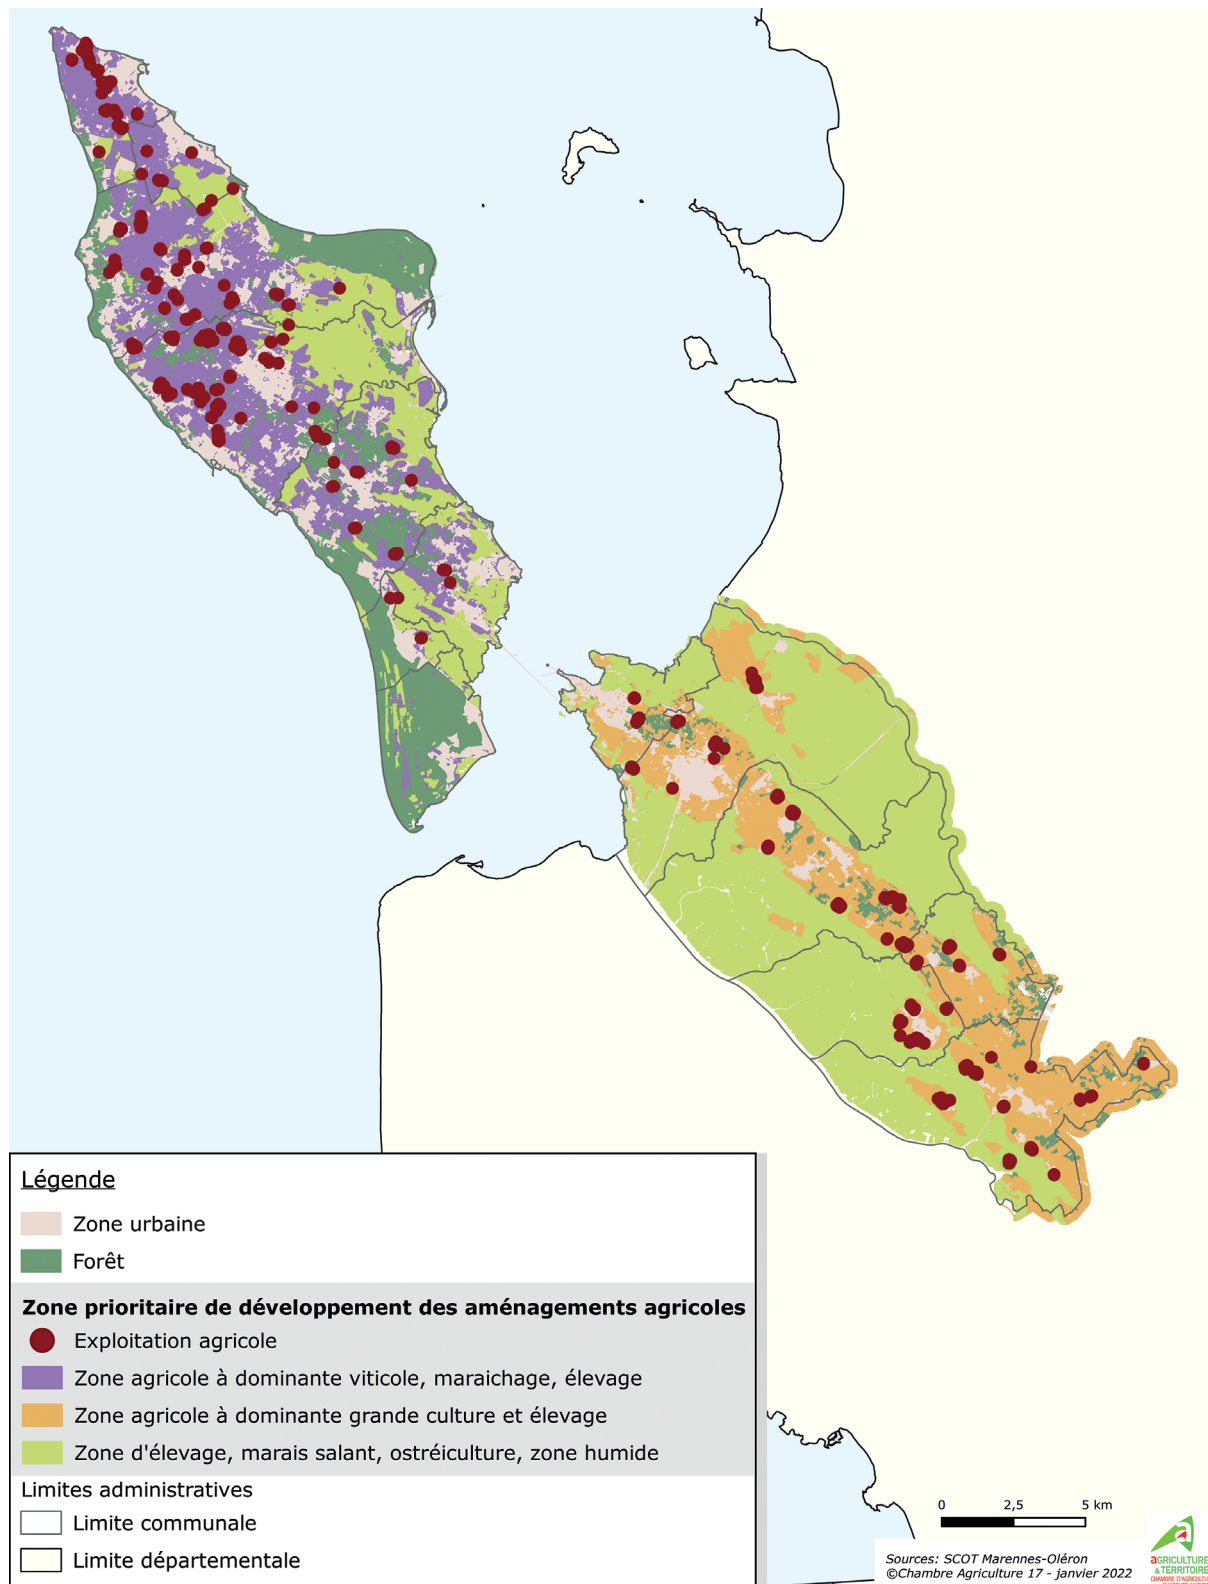 Légende
Zone urbaine
Forêt
Zone prioritaire de développement des aménagements agricoles
Exploitation agricole
Zone agricole à dominante viticole, maraichage, élevage
Zone agricole à dominante grande culture et élevage
Zone d'élevage, marais salant, ostréiculture, zone humide
Limites administratives
Limite communale
Limite départementale
0 2,5 5 km
Sources: SCOT Marennes-Oléron
©Chambre Agriculture 17 - janvier 2022
a
aGRICULTURE
& TERRITOIRE